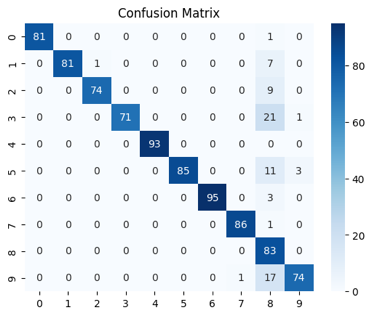 Confusion Matrix
0 81 0 0 0 0 0 0 0 1 0
1 0 81 1 0 0 0 0 0 7 0
2 0 0 74 0 0 0 0 0 9 0
3 0 0 0 71 0 0 0 0 21 1
4 0 0 0 0 93 0 0 0 0 0
5 0 0 0 0 0 85 0 0 11 3
6 0 0 0 0 0 0 95 0 3 0
7 0 0 0 0 0 0 0 86 1 0
8 0 0 0 0 0 0 0 0 83 0
9 0 0 0 0 0 0 0 1 17 74
0 1 2 3 4 5 6 7 8 9
80
60
40
20
0